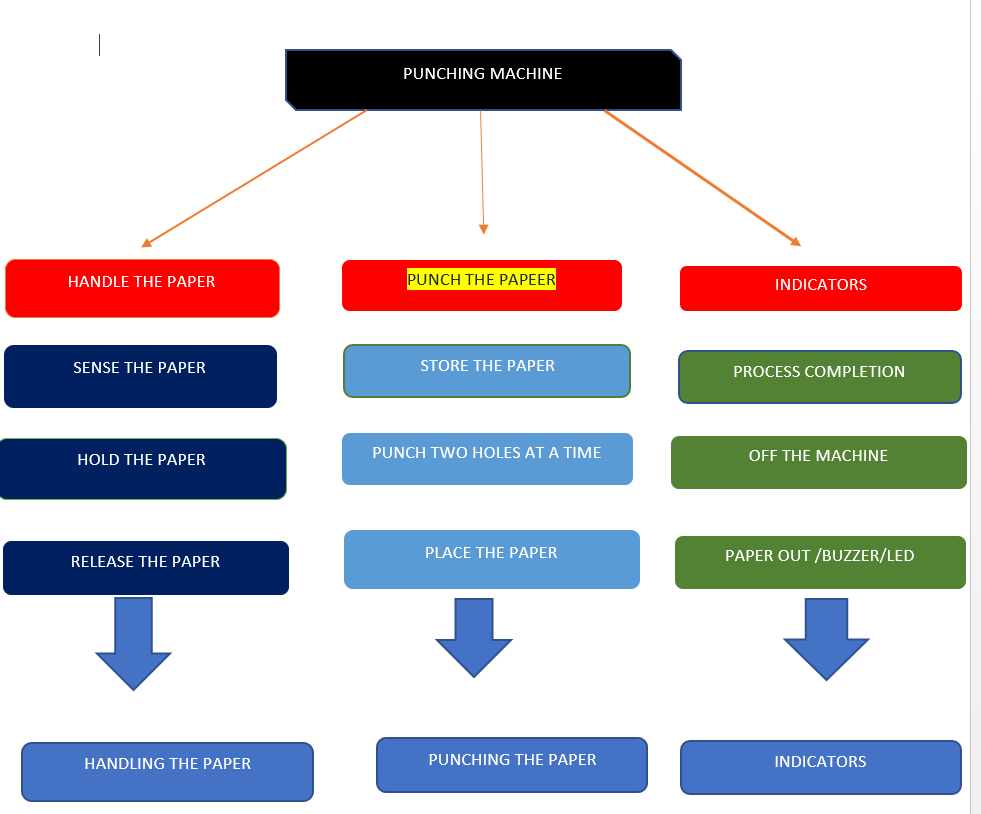 PUNCHING MACHINE
HANDLE THE PAPER
PUNCH THE PAPEER
INDICATORS
SENSE THE PAPER
STORE THE PAPER
PROCESS COMPLETION
HOLD THE PAPER
PUNCH TWO HOLES AT A TIME
OFF THE MACHINE
RELEASE THE PAPER
PLACE THE PAPER
PAPER OUT /BUZZER/LED
HANDLING THE PAPER
PUNCHING THE PAPER
INDICATORS